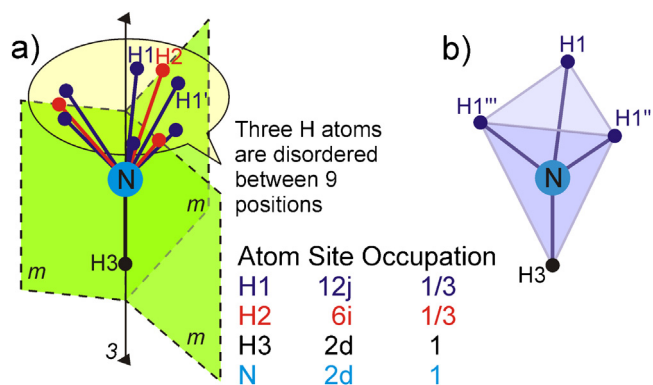 a)
H1
H2
H1'
N
H3
m
m
m
3
Three H atoms
are disordered
between 9
positions
Atom Site Occupation
H1 12j 1/3
H2 6i 1/3
H3 2d 1
N 2d 1
b)
H1
H1'''
H1''
N
H3